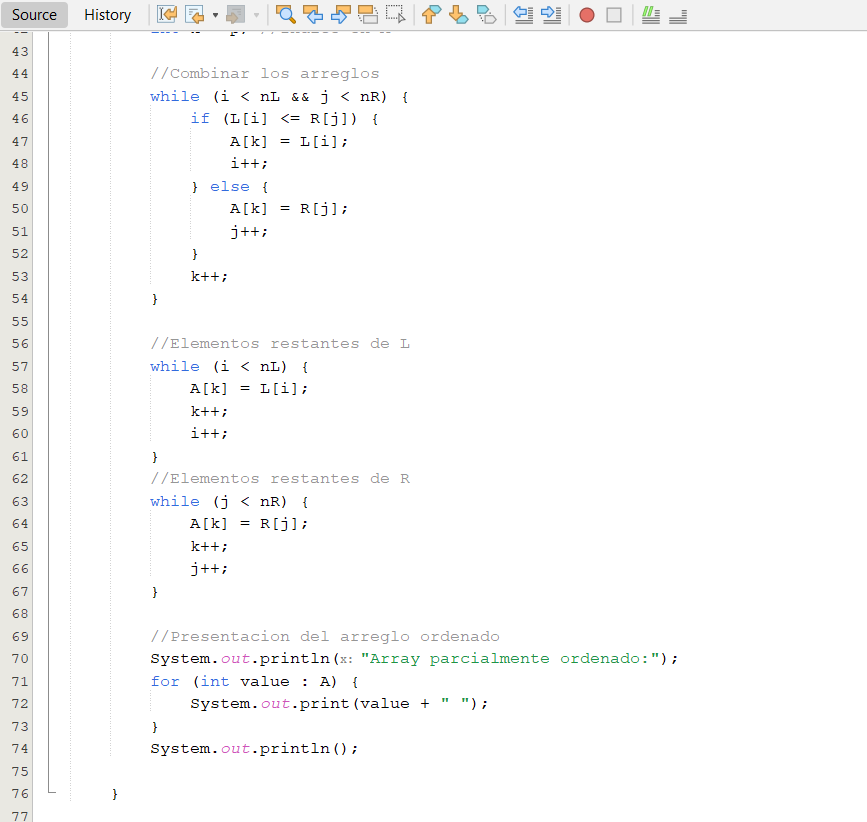 Source History
43
44 //Combinar los arreglos
45 while (i < nL && j < nR) {
46 if (L[i] <= R[j]) {
47 A[k] = L[i];
48 i++;
49 } else {
50 A[k] = R[j];
51 j++;
52 }
53 k++;
54 }
55
56 //Elementos restantes de L
57 while (i < nL) {
58 A[k] = L[i];
59 k++;
60 i++;
61 }
62 //Elementos restantes de R
63 while (j < nR) {
64 A[k] = R[j];
65 k++;
66 j++;
67 }
68
69 //Presentacion del arreglo ordenado
70 System.out.println(x: "Array parcialmente ordenado:");
71 for (int value : A) {
72 System.out.print(value + " ");
73 }
74 System.out.println();
75
76 }
77